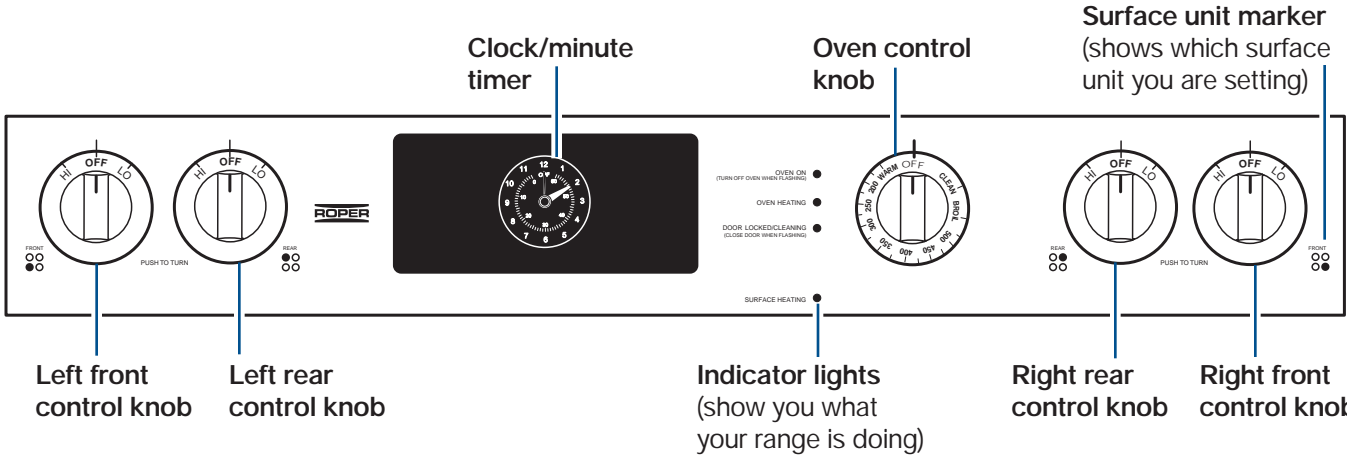 Surface unit marker
(shows which surface
unit you are setting)
Clock/minute
timer
Oven control
knob
HI
OFF
LO
HI
OFF
LO
ROPER
FRONT
PUSH TO TURN
REAR
12
1
2
3
4
5
6
7
8
9
10
11
OVEN ON
(TURN OFF OVEN WHEN FLASHING)
OVEN HEATING
DOOR LOCKED/CLEANING
(CLOSE DOOR WHEN FLASHING)
SURFACE HEATING
OFF
CLEAN
BROIL
500
450
400
350
300
250
200
WARM
HI
OFF
LO
HI
OFF
LO
REAR
PUSH TO TURN
FRONT
Left front
control knob
Left rear
control knob
Indicator lights
(show you what
your range is doing)
Right rear
control knob
Right front
control knob